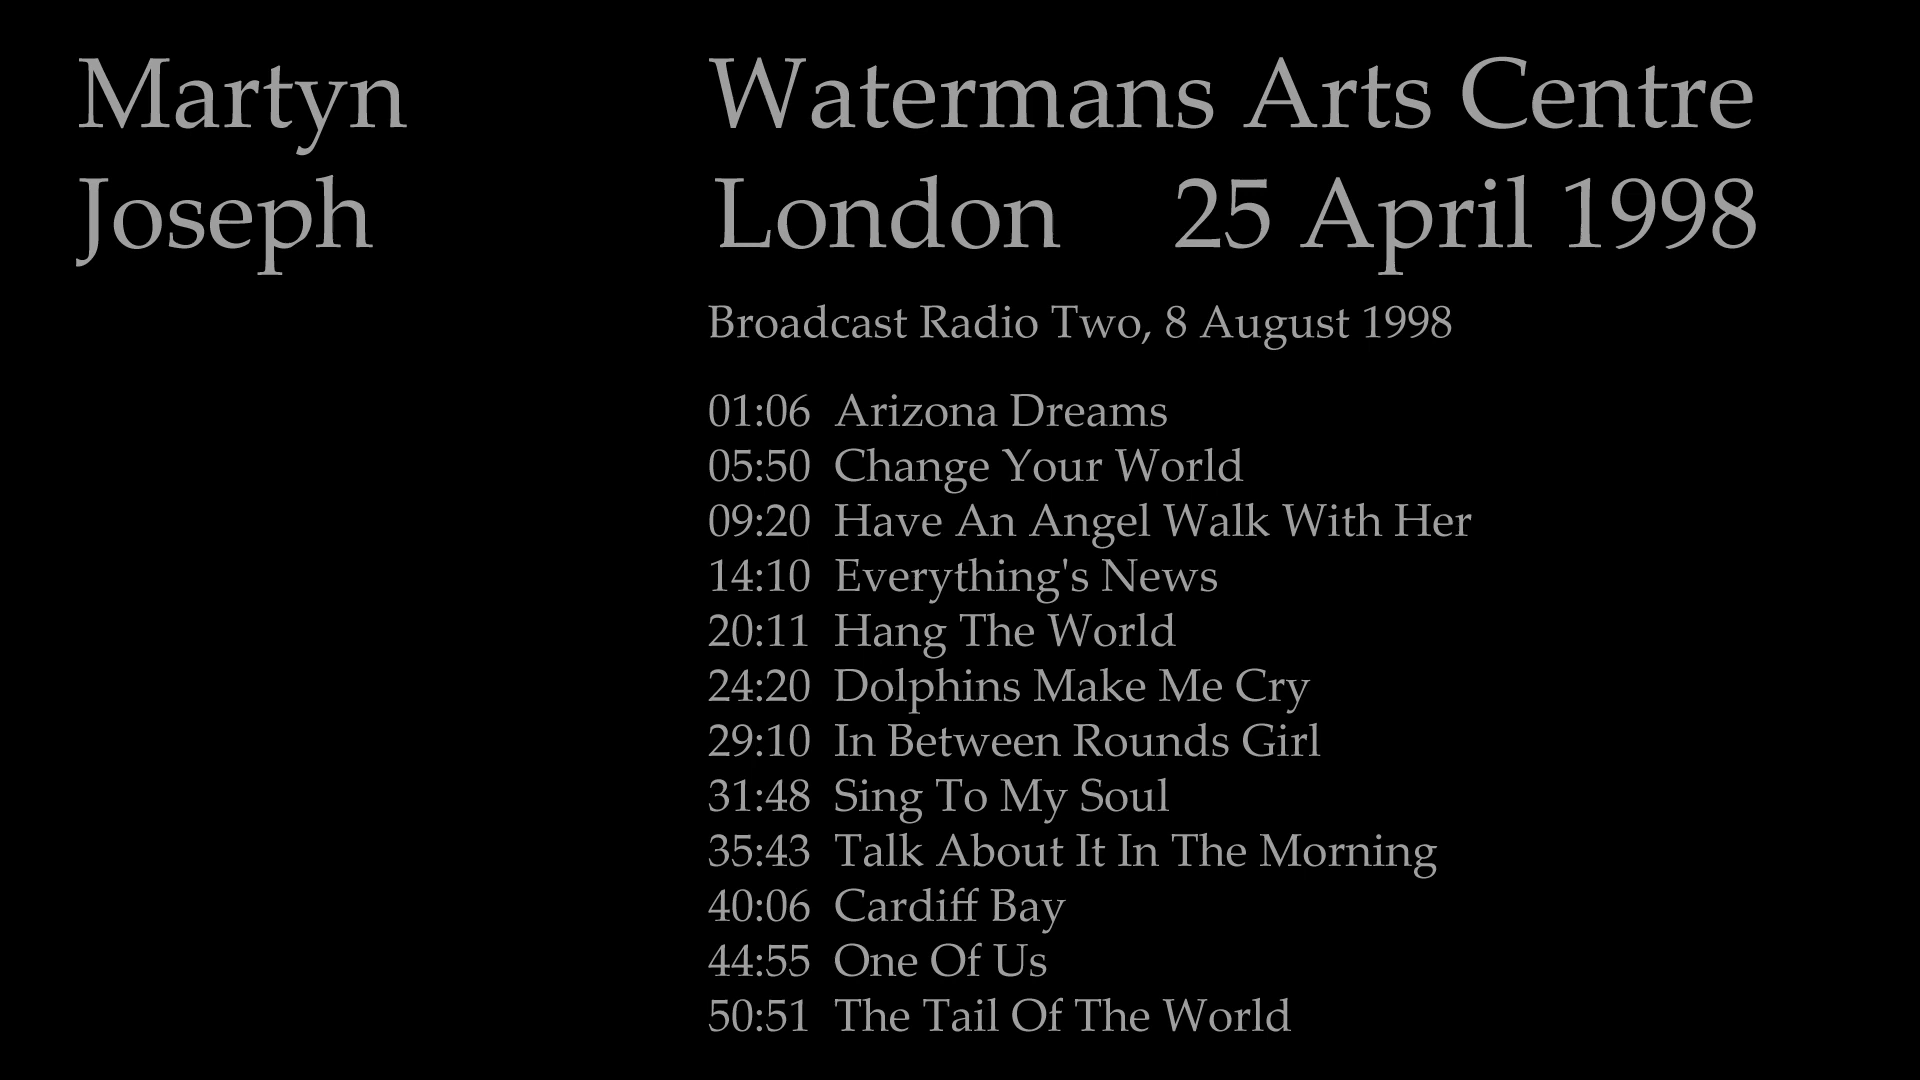 Martyn
Joseph
Watermans Arts Centre
London 25 April 1998
Broadcast Radio Two, 8 August 1998
01:06 Arizona Dreams
05:50 Change Your World
09:20 Have An Angel Walk With Her
14:10 Everything's News
20:11 Hang The World
24:20 Dolphins Make Me Cry
29:10 In Between Rounds Girl
31:48 Sing To My Soul
35:43 Talk About It In The Morning
40:06 Cardiff Bay
44:55 One Of Us
50:51 The Tail Of The World